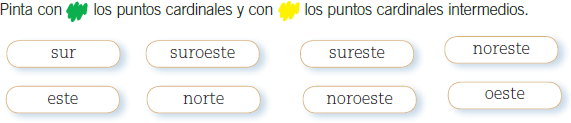 Pinta con los puntos cardinales y con los puntos cardinales intermedios.
sur suroeste sureste noreste
este norte noroeste oeste